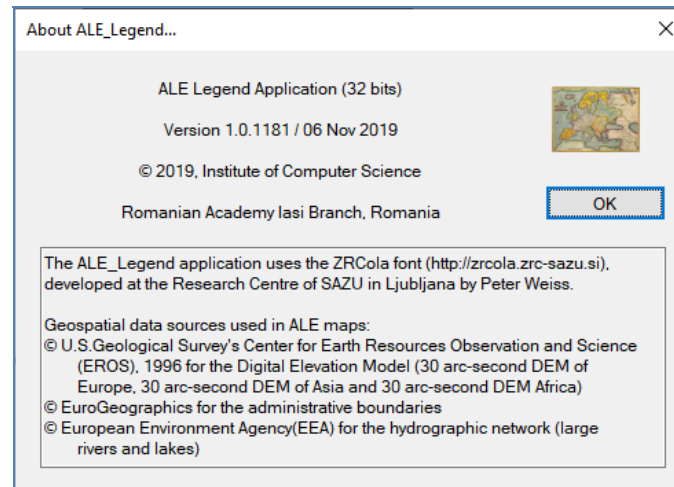 About ALE_Legend...
ALE Legend Application (32 bits)
Version 1.0.1181 / 06 Nov 2019
© 2019, Institute of Computer Science
Romanian Academy Iasi Branch, Romania
OK
The ALE_Legend application uses the ZRCola font (http://zrcola.zrc-sazu.si),
developed at the Research Centre of SAZU in Ljubljana by Peter Weiss.
Geospatial data sources used in ALE maps:
© U.S.Geological Survey's Center for Earth Resources Observation and Science
(EROS), 1996 for the Digital Elevation Model (30 arc-second DEM of
Europe, 30 arc-second DEM of Asia and 30 arc-second DEM Africa)
© EuroGeographics for the administrative boundaries
© European Environment Agency(EEA) for the hydrographic network (large
rivers and lakes)